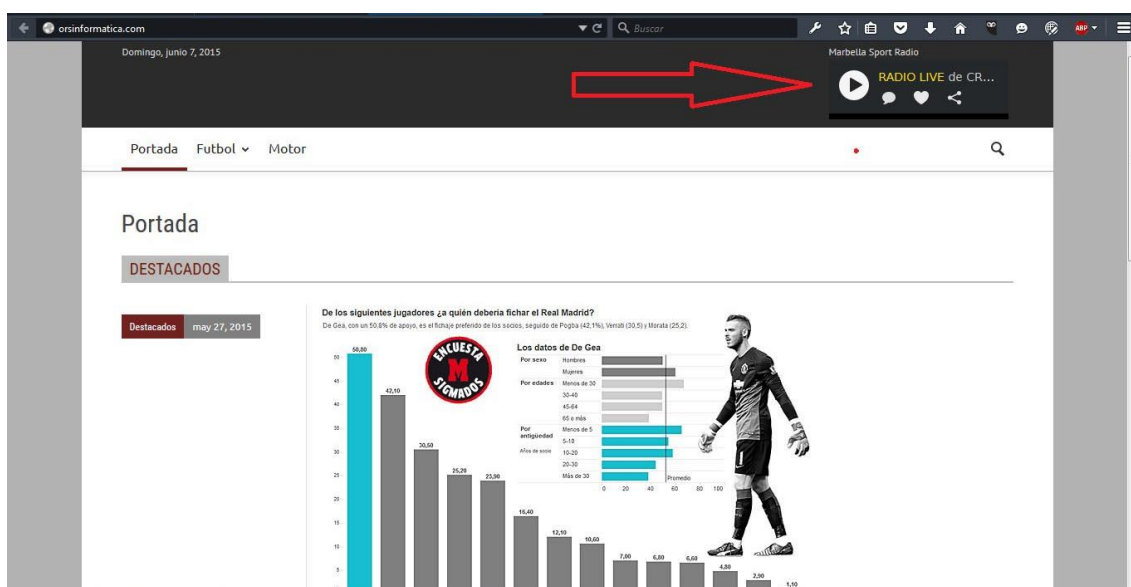 orsinformatica.com
Buscar
ABP
Domingo, junio 7, 2015
Marbella Sport Radio
RADIO LIVE de CR...
Portada Futbol Motor
Portada
DESTACADOS
Destacados may 27, 2015
De los siguientes jugadores ¿a quién debería fichar el Real Madrid?
De Gea, con un 50,8% de apoyo, es el fichaje preferido de los socios, seguido de Pogba (42,1%), Verrati (30,5) y Morata (25,2).
ENCUESTA
M
SIGMADOS
Los datos de De Gea
Por sexo Hombres
Mujeres
Por edades Menos de 30
30-40
45-64
65 o más
Por antigüedad Menos de 5
5-10
Años de socio 10-20
20-30
Más de 30
Promedio
0 20 40 60 80 100
50
45
40
35
30
25
20
15
10
5
50,80
42,10
30,50
25,20
23,90
16,40
12,10
10,60
7,00
6,80
6,60
4,80
2,90
1,10